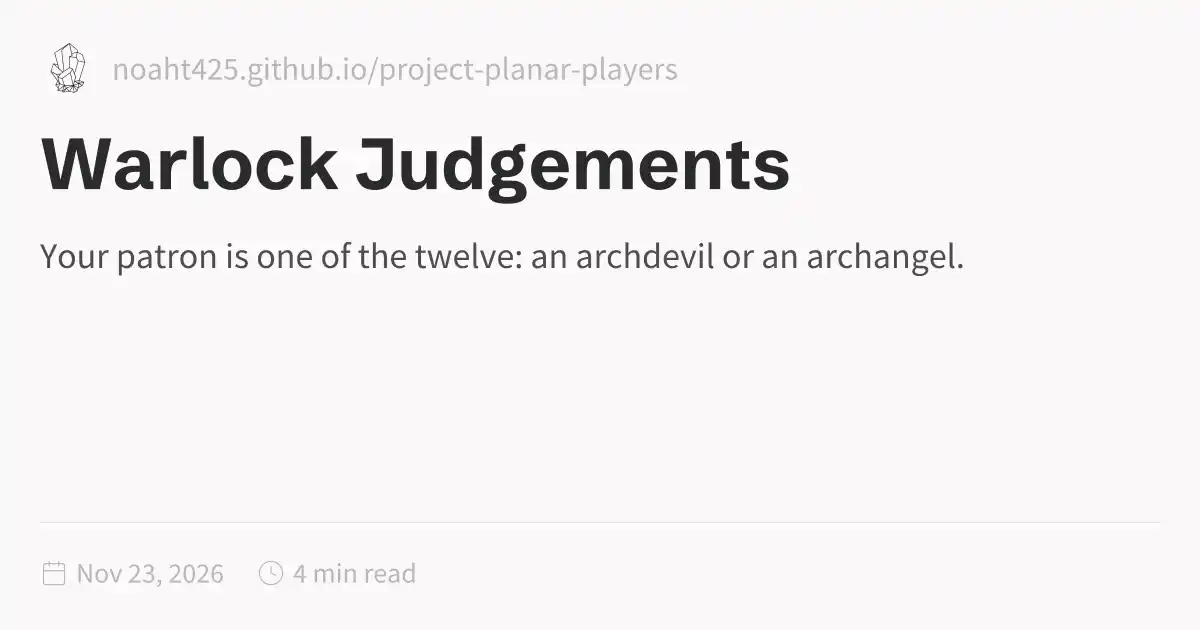 noaht425.github.io/project-planar-players
Warlock Judgements
Your patron is one of the twelve: an archdevil or an archangel.
Nov 23, 2026 4 min read